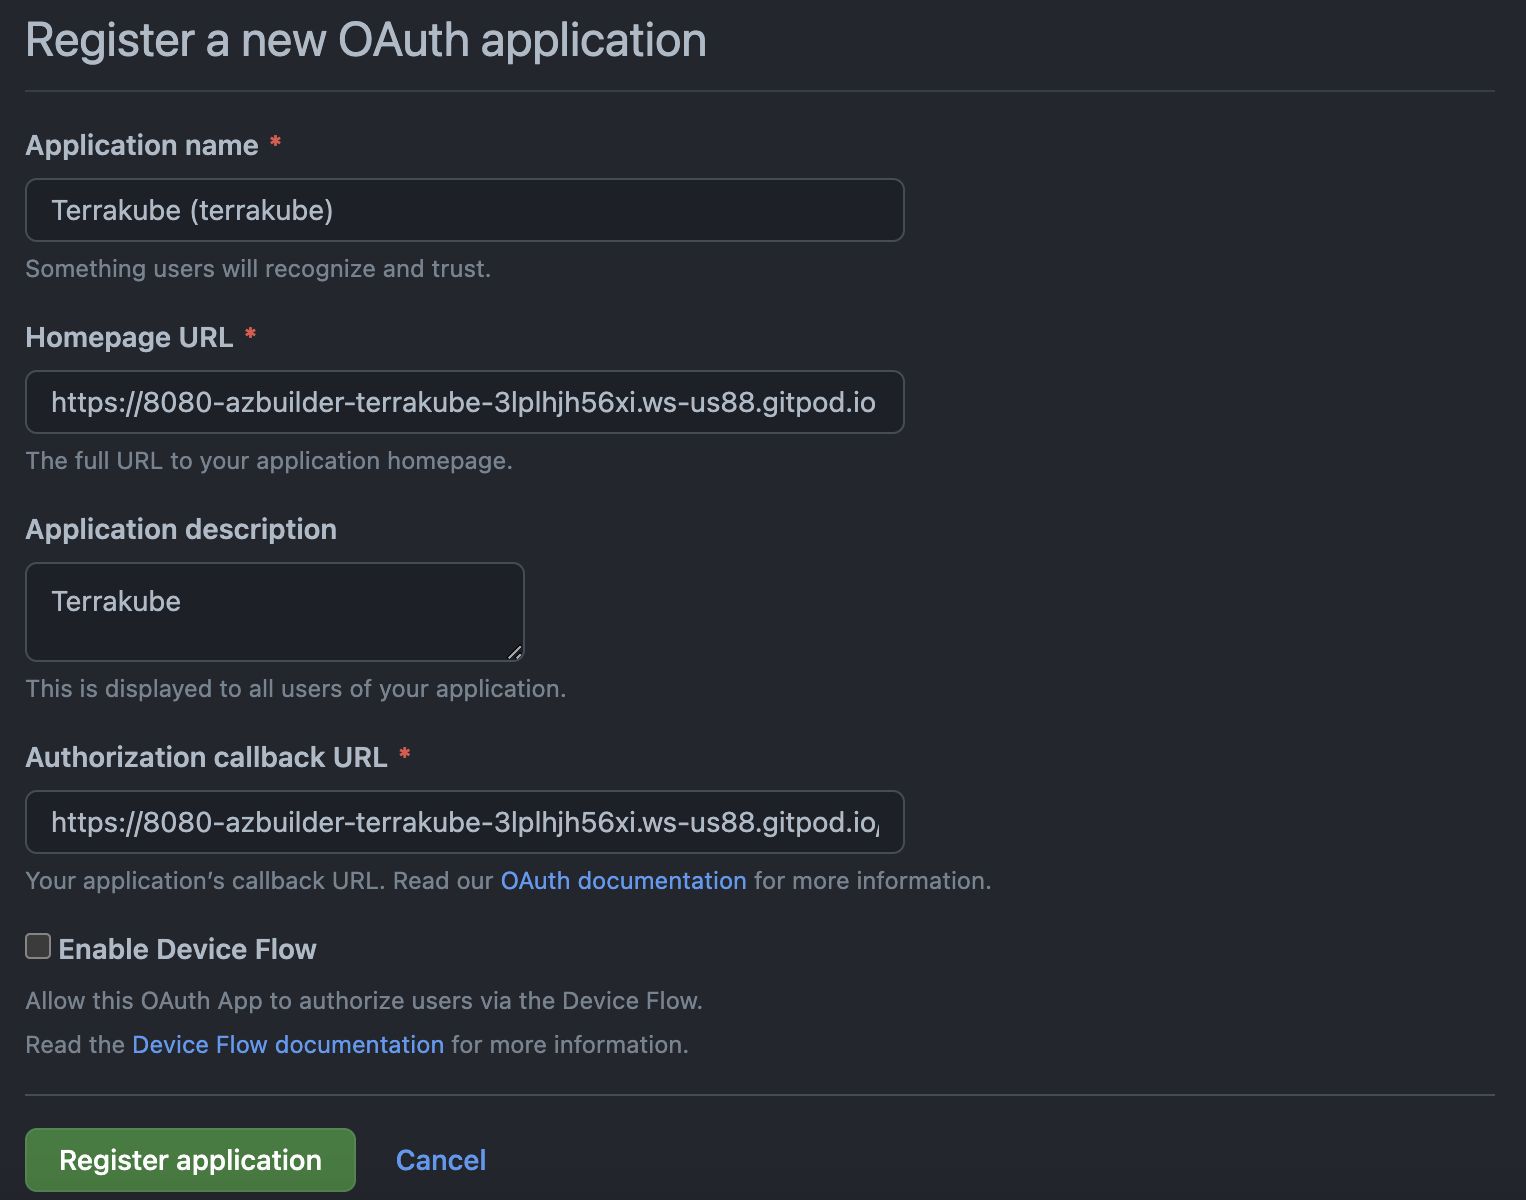 Register a new OAuth application
Application name *
Terrakube (terrakube)
Something users will recognize and trust.
Homepage URL *
https://8080-azbuilder-terrakube-3lplhjh56xi.ws-us88.gitpod.io
The full URL to your application homepage.
Application description
Terrakube
This is displayed to all users of your application.
Authorization callback URL *
https://8080-azbuilder-terrakube-3lplhjh56xi.ws-us88.gitpod.io/
Your application’s callback URL. Read our OAuth documentation for more information.
Enable Device Flow
Allow this OAuth App to authorize users via the Device Flow.
Read the Device Flow documentation for more information.
Register application
Cancel